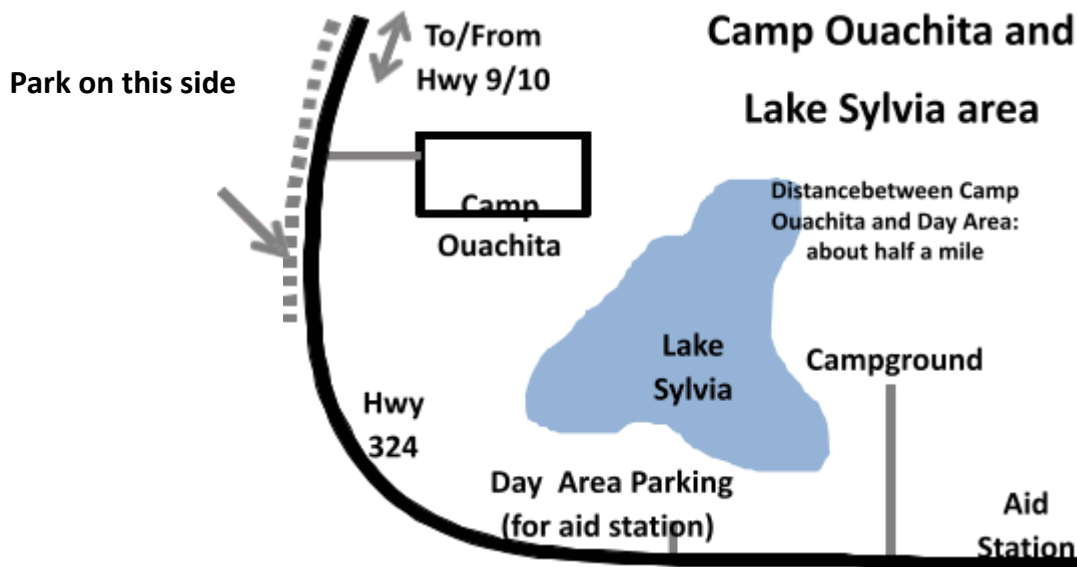 Camp Ouachita and
Lake Sylvia area
To/From
Hwy 9/10
Park on this side
Camp
Ouachita
Distancebetween Camp
Ouachita and Day Area:
about half a mile
Lake
Sylvia
Campground
Hwy
324
Day Area Parking
(for aid station)
Aid
Station